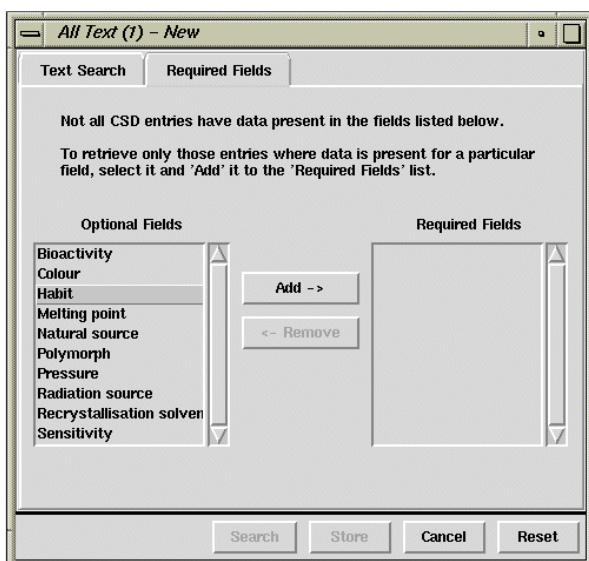 All Text (1) – New
Text Search Required Fields
Not all CSD entries have data present in the fields listed below.
To retrieve only those entries where data is present for a particular
field, select it and 'Add' it to the 'Required Fields' list.
Optional Fields Required Fields
Bioactivity
Colour
Habit
Melting point
Natural source
Polymorph
Pressure
Radiation source
Recrystallisation solven
Sensitivity
Add ->
<- Remove
Search Store Cancel Reset